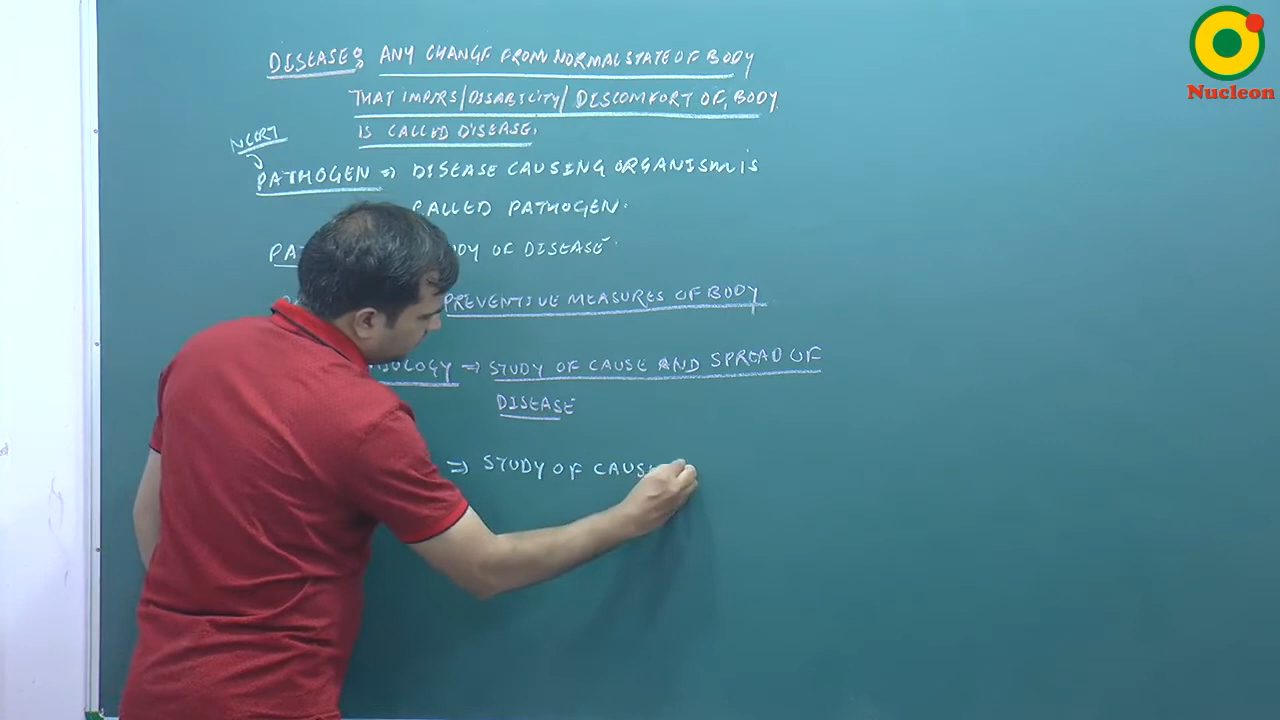 DISEASE: ANY CHANGE FROM NORMAL STATE OF BODY
THAT IMPIRS/DISABILITY/DISCOMFORT OF BODY
IS CALLED DISEASE.
NCERT
PATHOGEN ⇒ DISEASE CAUSING ORGANISM IS
CALLED PATHOGEN.
OF DISEASE
PREVENTIVE MEASURES OF BODY
⇒ STUDY OF CAUSE AND SPREAD OF
DISEASE
⇒ STUDY OF
Nucleon